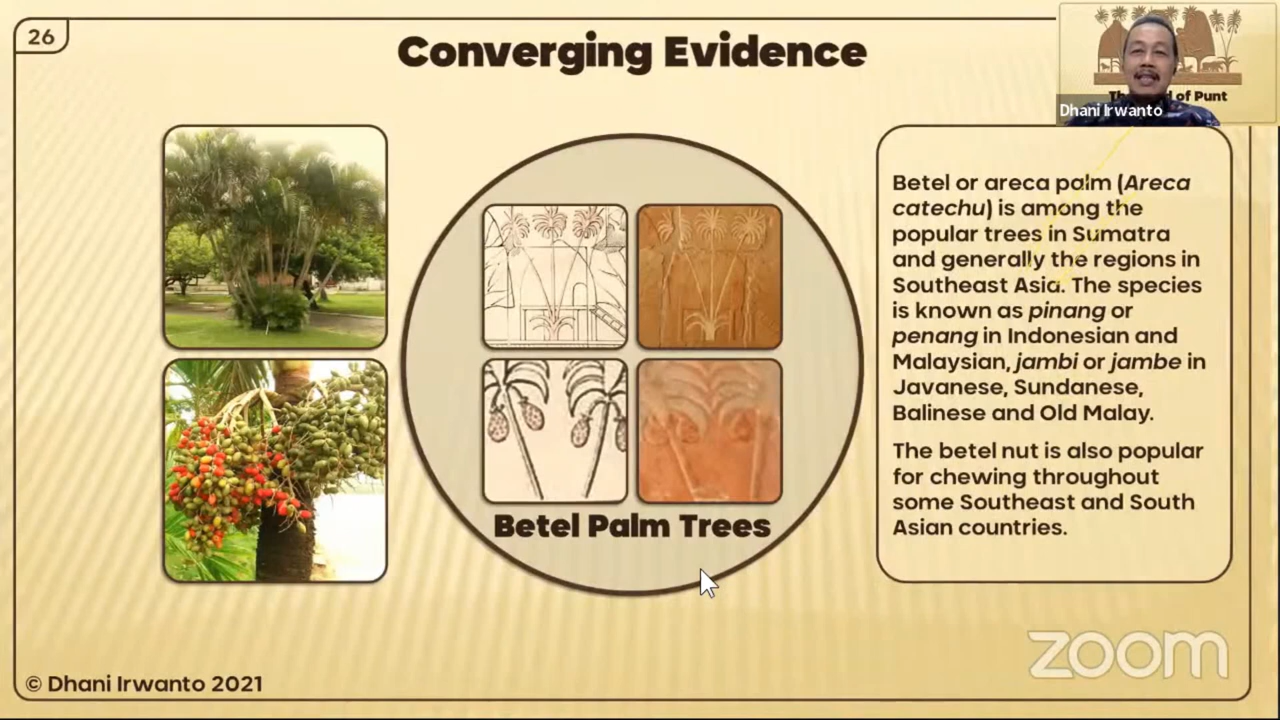 26
Converging Evidence
Dhani Irwanto
of Punt
Betel or areca palm (Areca
catechu) is among the
popular trees in Sumatra
and generally the regions in
Southeast Asia. The species
is known as pinang or
penang in Indonesian and
Malaysian, jambi or jambe in
Javanese, Sundanese,
Balinese and Old Malay.
The betel nut is also popular
for chewing throughout
some Southeast and South
Asian countries.
Betel Palm Trees
zoom
© Dhani Irwanto 2021